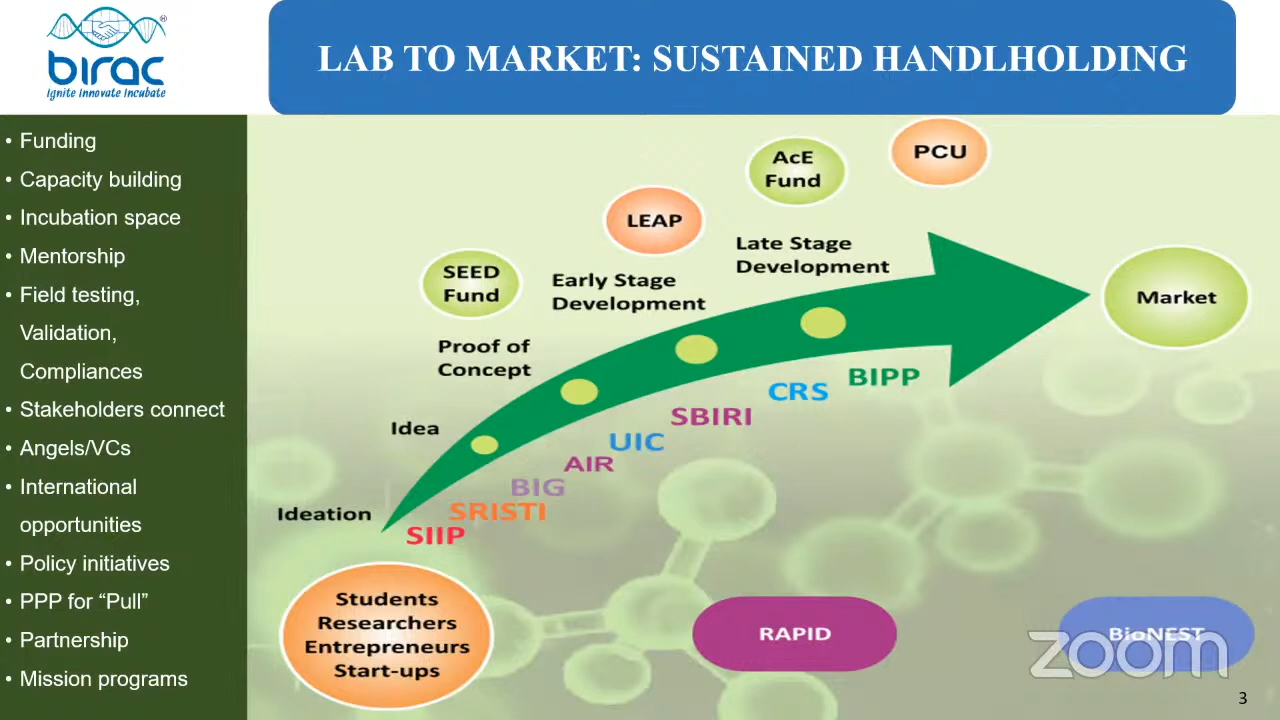 ®
birac
Ignite Innovate Incubate
LAB TO MARKET: SUSTAINED HANDLHOLDING
• Funding
• Capacity building
• Incubation space
• Mentorship
• Field testing,
Validation,
Compliances
• Stakeholders connect
• Angels/VCs
• International
opportunities
• Policy initiatives
• PPP for “Pull”
• Partnership
• Mission programs
PCU
AcE
Fund
LEAP
SEED
Fund
Late Stage
Development
Early Stage
Development
Proof of
Concept
Idea
Ideation
Market
BIPP
CRS
SBIRI
UIC
AIR
BIG
SRISTI
SIIP
Students
Researchers
Entrepreneurs
Start-ups
RAPID
BioNEST
zoom
3